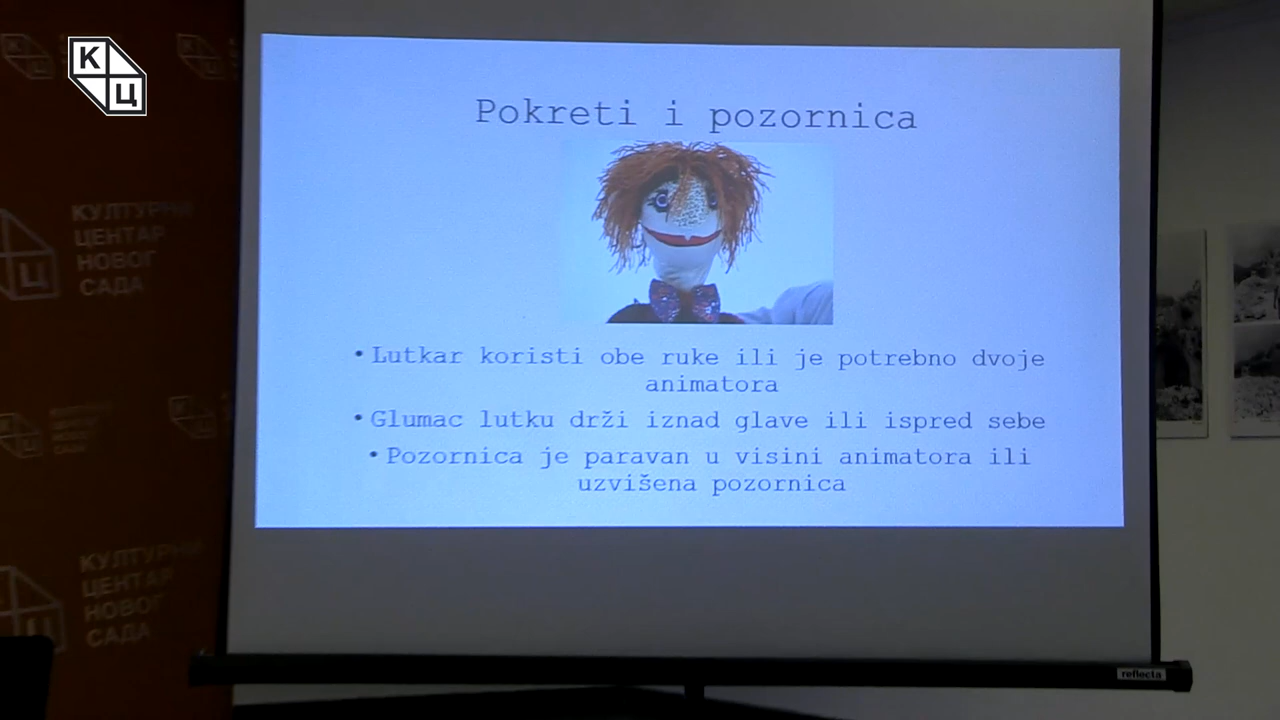 К
Ц
Pokreti i pozornica
• Lutkar koristi obe ruke ili je potrebno dvoje
animatora
• Glumac lutku drži iznad glave ili ispred sebe
• Pozornica je paravan u visini animatora ili
uzvišena pozornica
КУЛТУРНИ
ЦЕНТАР
НОВОГ
САДА
Ц
КУЛТУРНИ
ЦЕНТАР
НОВОГ
САДА
reflecta